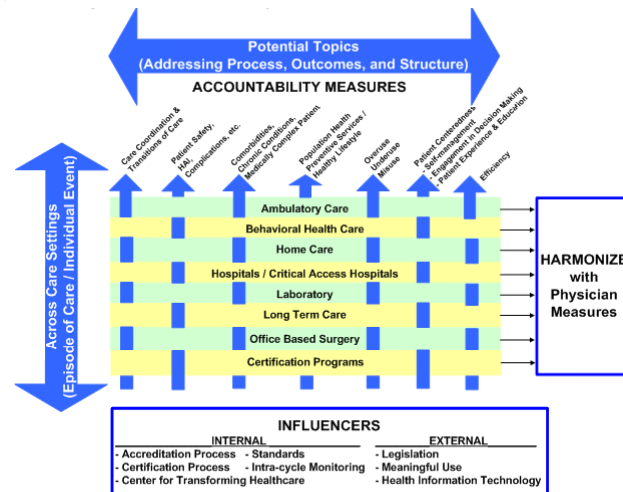 Potential Topics
(Addressing Process, Outcomes, and Structure)
ACCOUNTABILITY MEASURES
Care Coordination &
Transitions of Care
Patient Safety,
HAI,
Complications, etc.
Comorbidities,
Chronic Conditions,
Medically Complex Patient
Population Health
Preventive Services /
Healthy Lifestyle
Overuse
Underuse
Misuse
Patient Centeredness
- Self-management
- Engagement in Decision Making
- Patient Experience & Education
Efficiency
Across Care Settings
(Episode of Care / Individual Event)
Ambulatory Care
Behavioral Health Care
Home Care
Hospitals / Critical Access Hospitals
Laboratory
Long Term Care
Office Based Surgery
Certification Programs
HARMONIZE
with
Physician
Measures
INFLUENCERS
INTERNAL
- Accreditation Process - Standards
- Certification Process - Intra-cycle Monitoring
- Center for Transforming Healthcare
EXTERNAL
- Legislation
- Meaningful Use
- Health Information Technology